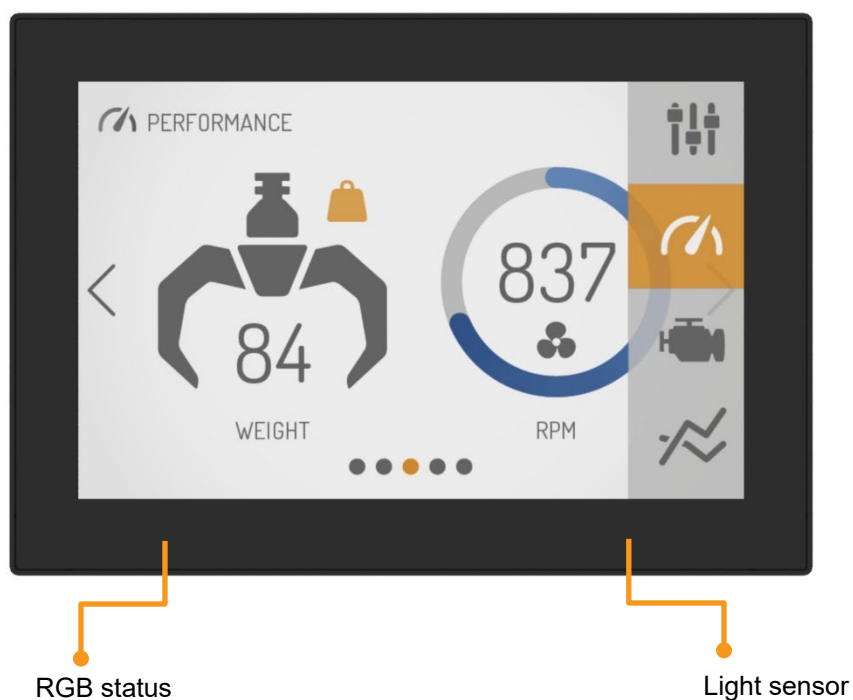 PERFORMANCE
837
84
WEIGHT
RPM
RGB status
Light sensor